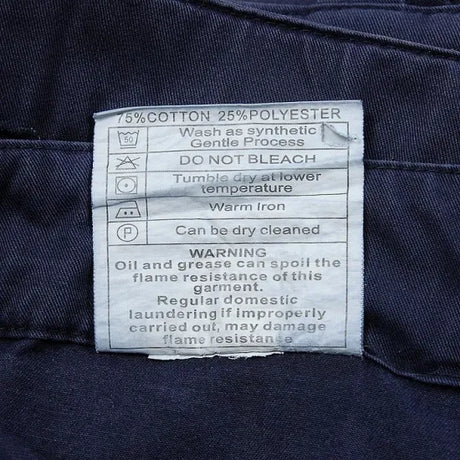 75%COTTON 25%POLYESTER
50
Wash as synthetic
Gentle Process
DO NOT BLEACH
Tumble dry at lower
temperature
Warm Iron
P
Can be dry cleaned
WARNING
Oil and grease can spoil the
flame resistance of this
garment.
Regular domestic
laundering if improperly
carried out, may damage
flame resistance